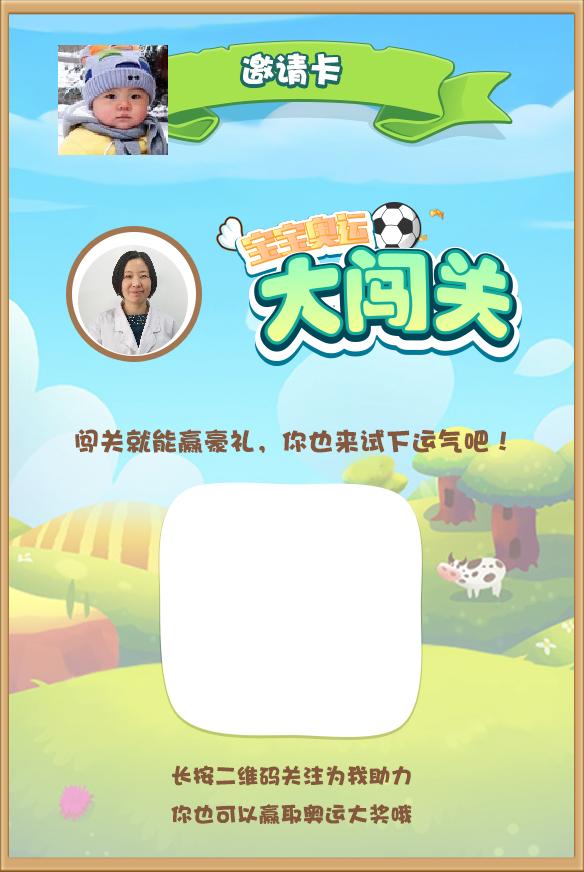 邀请卡
宝宝奥运
大闯关
闯关就能赢豪礼，你也来试下运气吧！
长按二维码关注为我助力
你也可以赢取奥运大奖哦